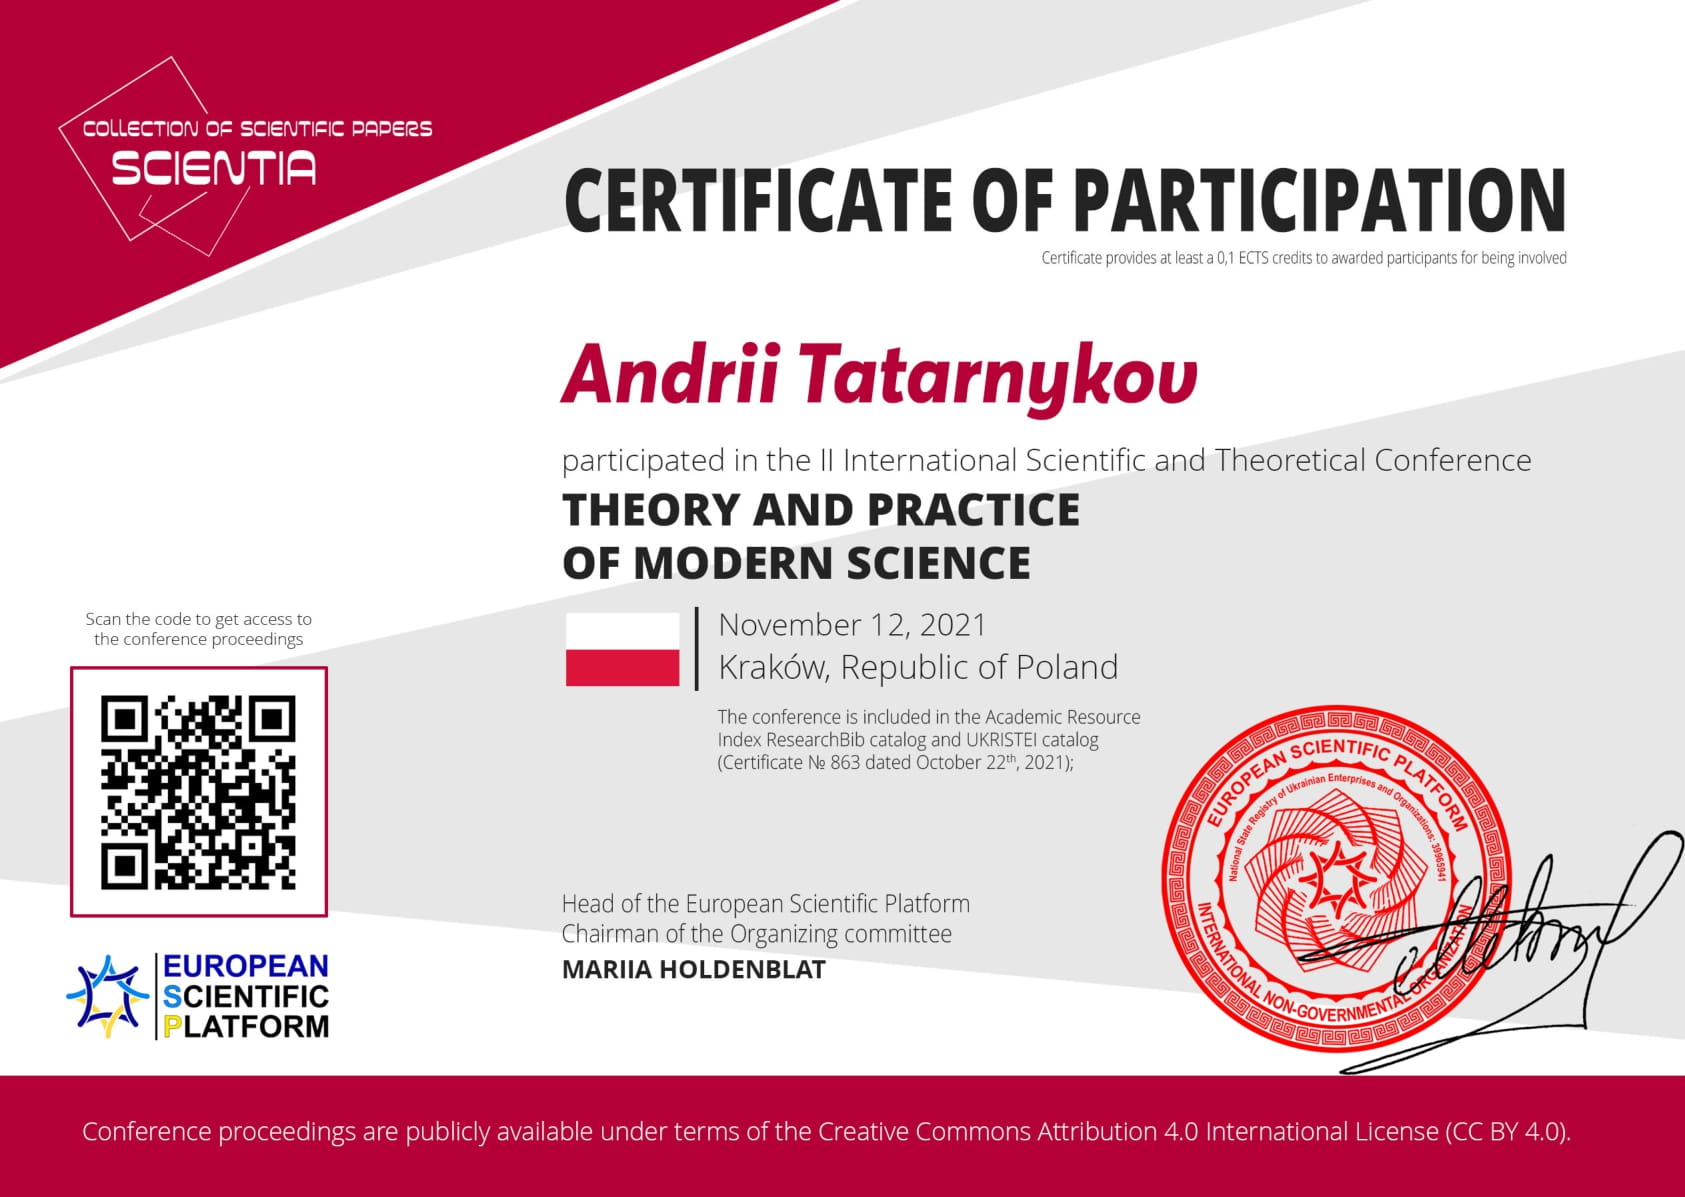 COLLECTION OF SCIENTIFIC PAPERS
SCIENTIA
CERTIFICATE OF PARTICIPATION
Certificate provides at least a 0,1 ECTS credits to awarded participants for being involved
Andrii Tatarnykov
participated in the II International Scientific and Theoretical Conference
THEORY AND PRACTICE
OF MODERN SCIENCE
November 12, 2021
Kraków, Republic of Poland
The conference is included in the Academic Resource
Index ResearchBib catalog and UKRISTEI catalog
(Certificate № 863 dated October 22th, 2021);
Scan the code to get access to
the conference proceedings
Head of the European Scientific Platform
Chairman of the Organizing committee
MARIIA HOLDENBLAT
EUROPEAN
SCIENTIFIC
PLATFORM
EUROPEAN SCIENTIFIC PLATFORM
National State Registry of Ukrainian Enterprises and Organizations: 39965941
INTERNATIONAL NON-GOVERNMENTAL ORGANIZATION
Conference proceedings are publicly available under terms of the Creative Commons Attribution 4.0 International License (CC BY 4.0).